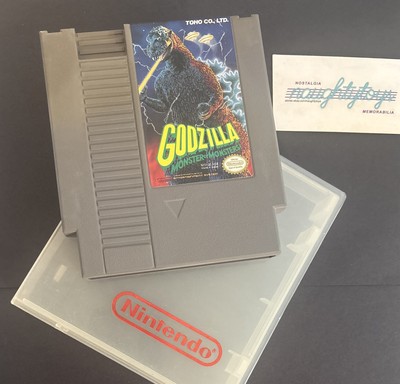 TOHO CO., LTD.
GODZILLA
MONSTER OF MONSTERS!
Nintendo
NOSTALGIA
naughtytoys
MEMORABILIA